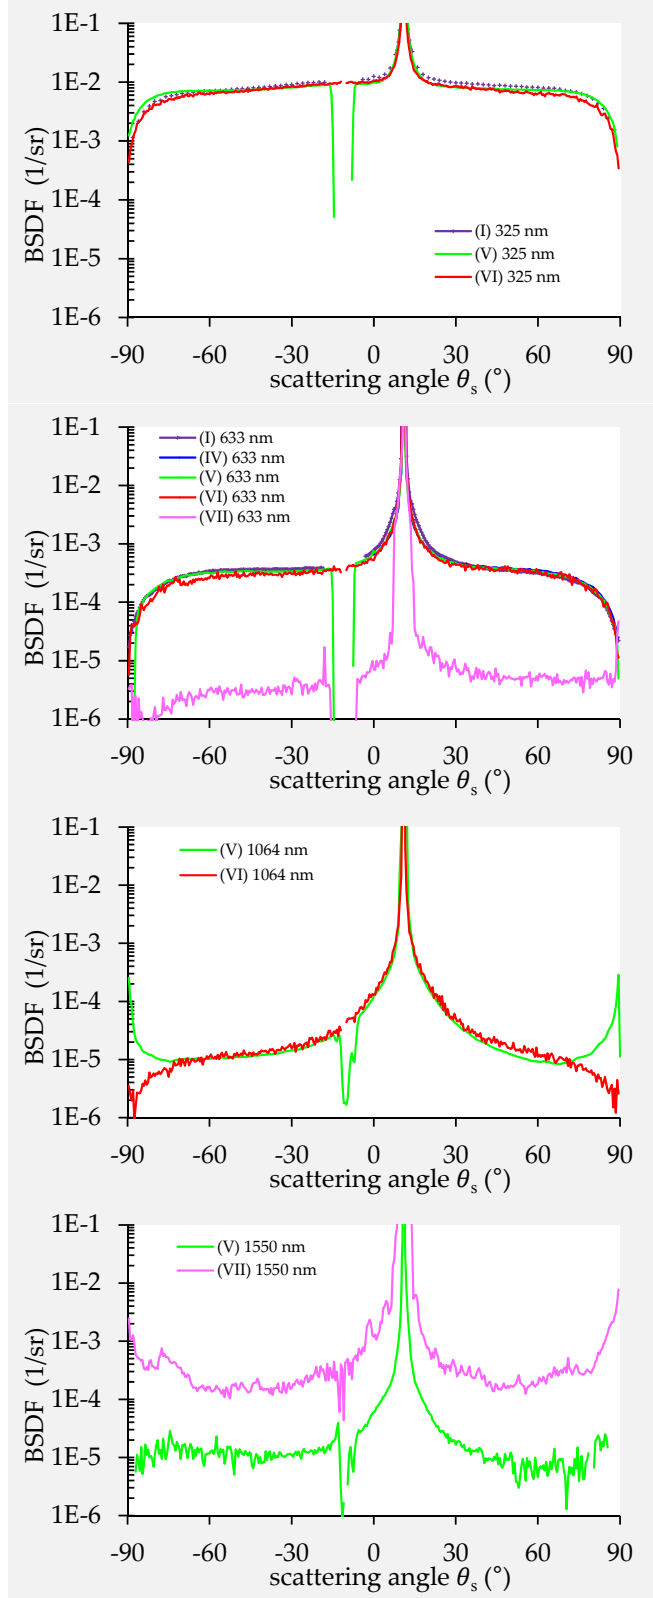 1E-1
1E-2
1E-3
1E-4
1E-5
1E-6
BSDF (1/sr)
(I) 325 nm
(V) 325 nm
(VI) 325 nm
-90 -60 -30 0 30 60 90
scattering angle θs (°)
1E-1
1E-2
1E-3
1E-4
1E-5
1E-6
BSDF (1/sr)
(I) 633 nm
(IV) 633 nm
(V) 633 nm
(VI) 633 nm
(VII) 633 nm
-90 -60 -30 0 30 60 90
scattering angle θs (°)
1E-1
1E-2
1E-3
1E-4
1E-5
1E-6
BSDF (1/sr)
(V) 1064 nm
(VI) 1064 nm
-90 -60 -30 0 30 60 90
scattering angle θs (°)
1E-1
1E-2
1E-3
1E-4
1E-5
1E-6
BSDF (1/sr)
(V) 1550 nm
(VII) 1550 nm
-90 -60 -30 0 30 60 90
scattering angle θs (°)